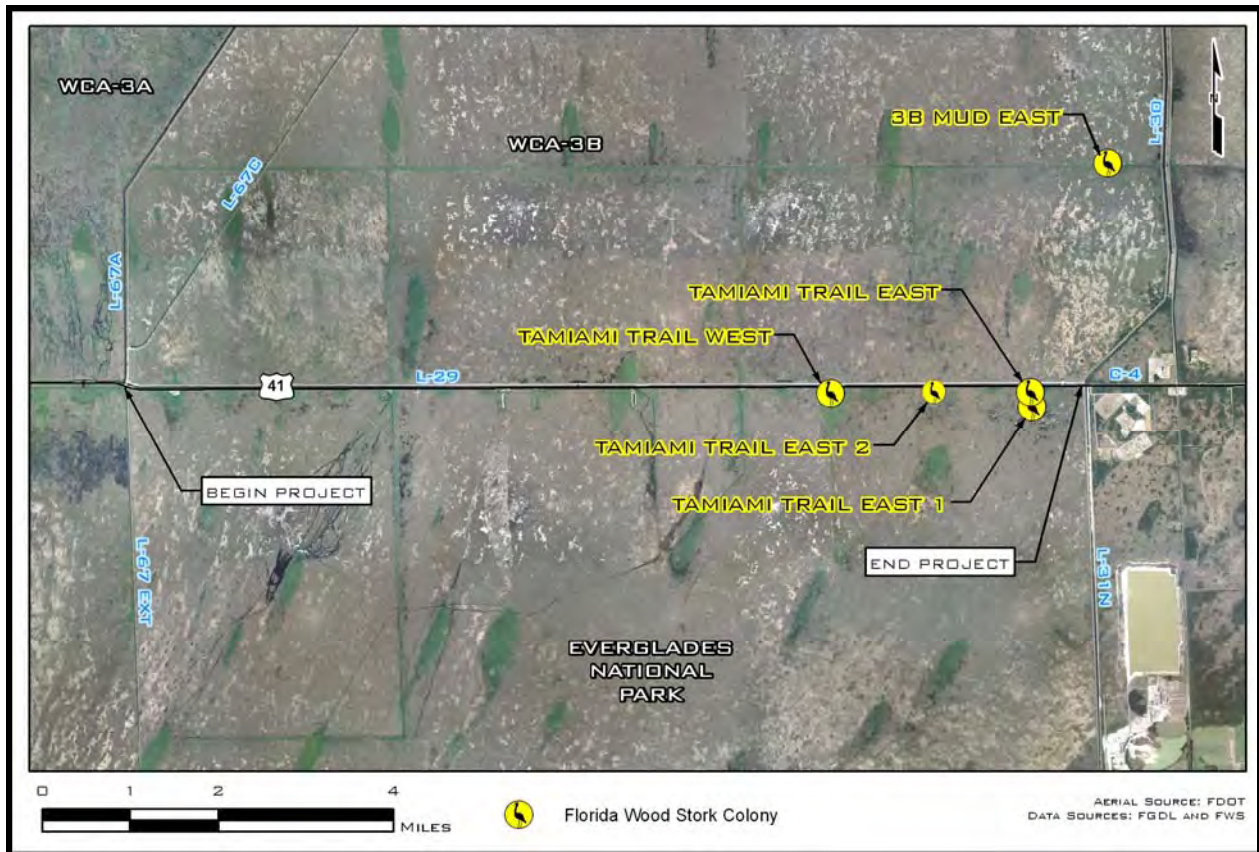 WCA-3A
WCA-3B
3B MUD EAST
L-30
L-67C
L-67A
TAMIAMI TRAIL EAST
TAMIAMI TRAIL WEST
41
L-29
C-4
TAMIAMI TRAIL EAST 2
BEGIN PROJECT
TAMIAMI TRAIL EAST 1
END PROJECT
L-67 EXT
L-31N
EVERGLADES
NATIONAL
PARK
0 1 2 4
MILES
Florida Wood Stork Colony
AERIAL SOURCE: FDOT
DATA SOURCES: FGDL AND FWS